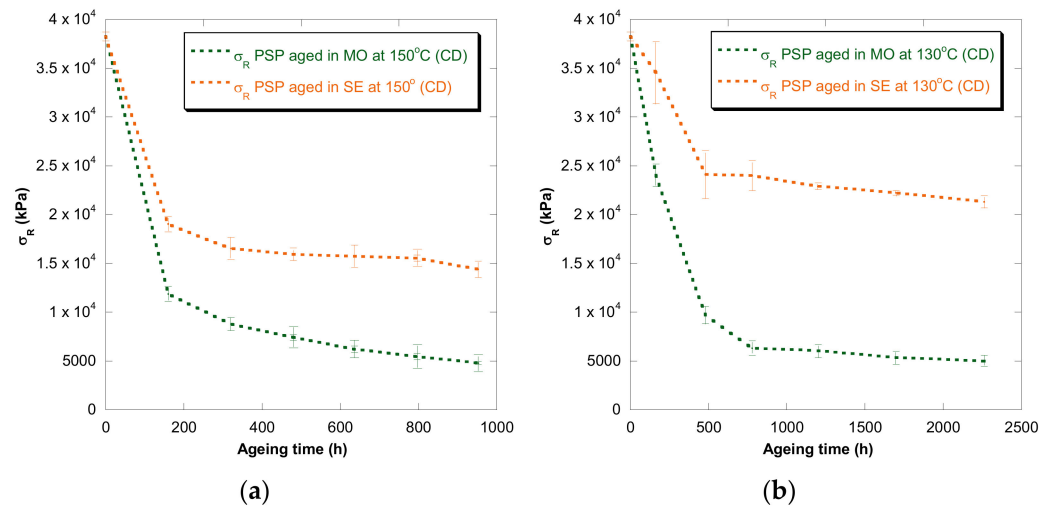 4 x 10⁴
3.5 x 10⁴
3 x 10⁴
2.5 x 10⁴
2 x 10⁴
1.5 x 10⁴
1 x 10⁴
5000
0
σR (kPa)
σR PSP aged in MO at 150°C (CD)
σR PSP aged in SE at 150° (CD)
0 200 400 600 800 1000
Ageing time (h)
(a)
4 x 10⁴
3.5 x 10⁴
3 x 10⁴
2.5 x 10⁴
2 x 10⁴
1.5 x 10⁴
1 x 10⁴
5000
0
σR (kPa)
σR PSP aged in MO at 130°C (CD)
σR PSP aged in SE at 130°C (CD)
0 500 1000 1500 2000 2500
Ageing time (h)
(b)